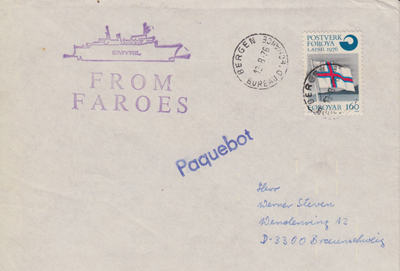 SMYRIL
FROM
FAROES
BERGEN
12 8 76
BUREAU D
POSTVERK
FØROYA
1. APRIL 1976
FØROYAR 160
BERGEN
Paquebot
Herr
Werner Steven
Wendenring 12
D-3300 Braunschweig